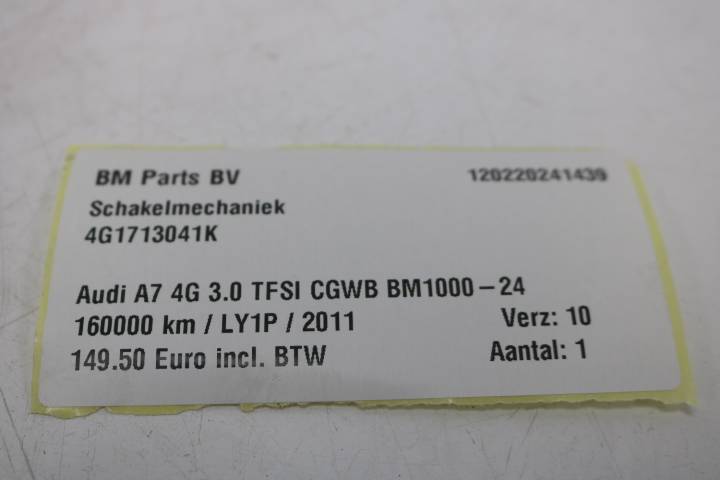 BM Parts BV 120220241439
Schakelmechaniek
4G1713041K
Audi A7 4G 3.0 TFSI CGWB BM1000-24
160000 km / LY1P / 2011 Verz: 10
149.50 Euro incl. BTW Aantal: 1